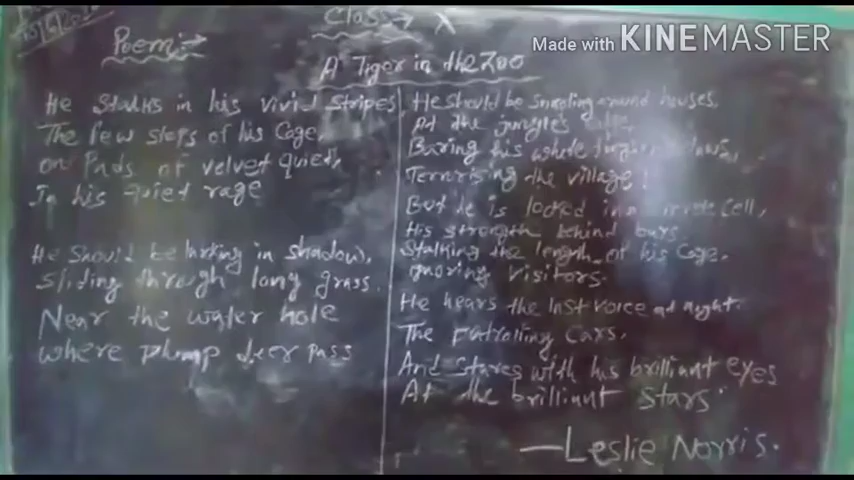 Class → X
Made with KINEMASTER
Poem:→
A Tiger in the Zoo
He stalks in his vivid stripes,
The few steps of his Cage,
on Pads of velvet quiet,
In his quiet rage
He should be lurking in shadow,
sliding through long grass.
Near the water hole
where plump deer pass
He should be snarling around houses,
At the jungle's edge,
Baring his white fangs,
Terrorising the village!
But he is locked in a cell,
His strength behind bars
Stalking the length of his Cage.
gnoring visitors.
He hears the last voice at night.
The Patrolling Cars.
And stares with his brilliant eyes
At the brilliant stars.
— Leslie Norris.